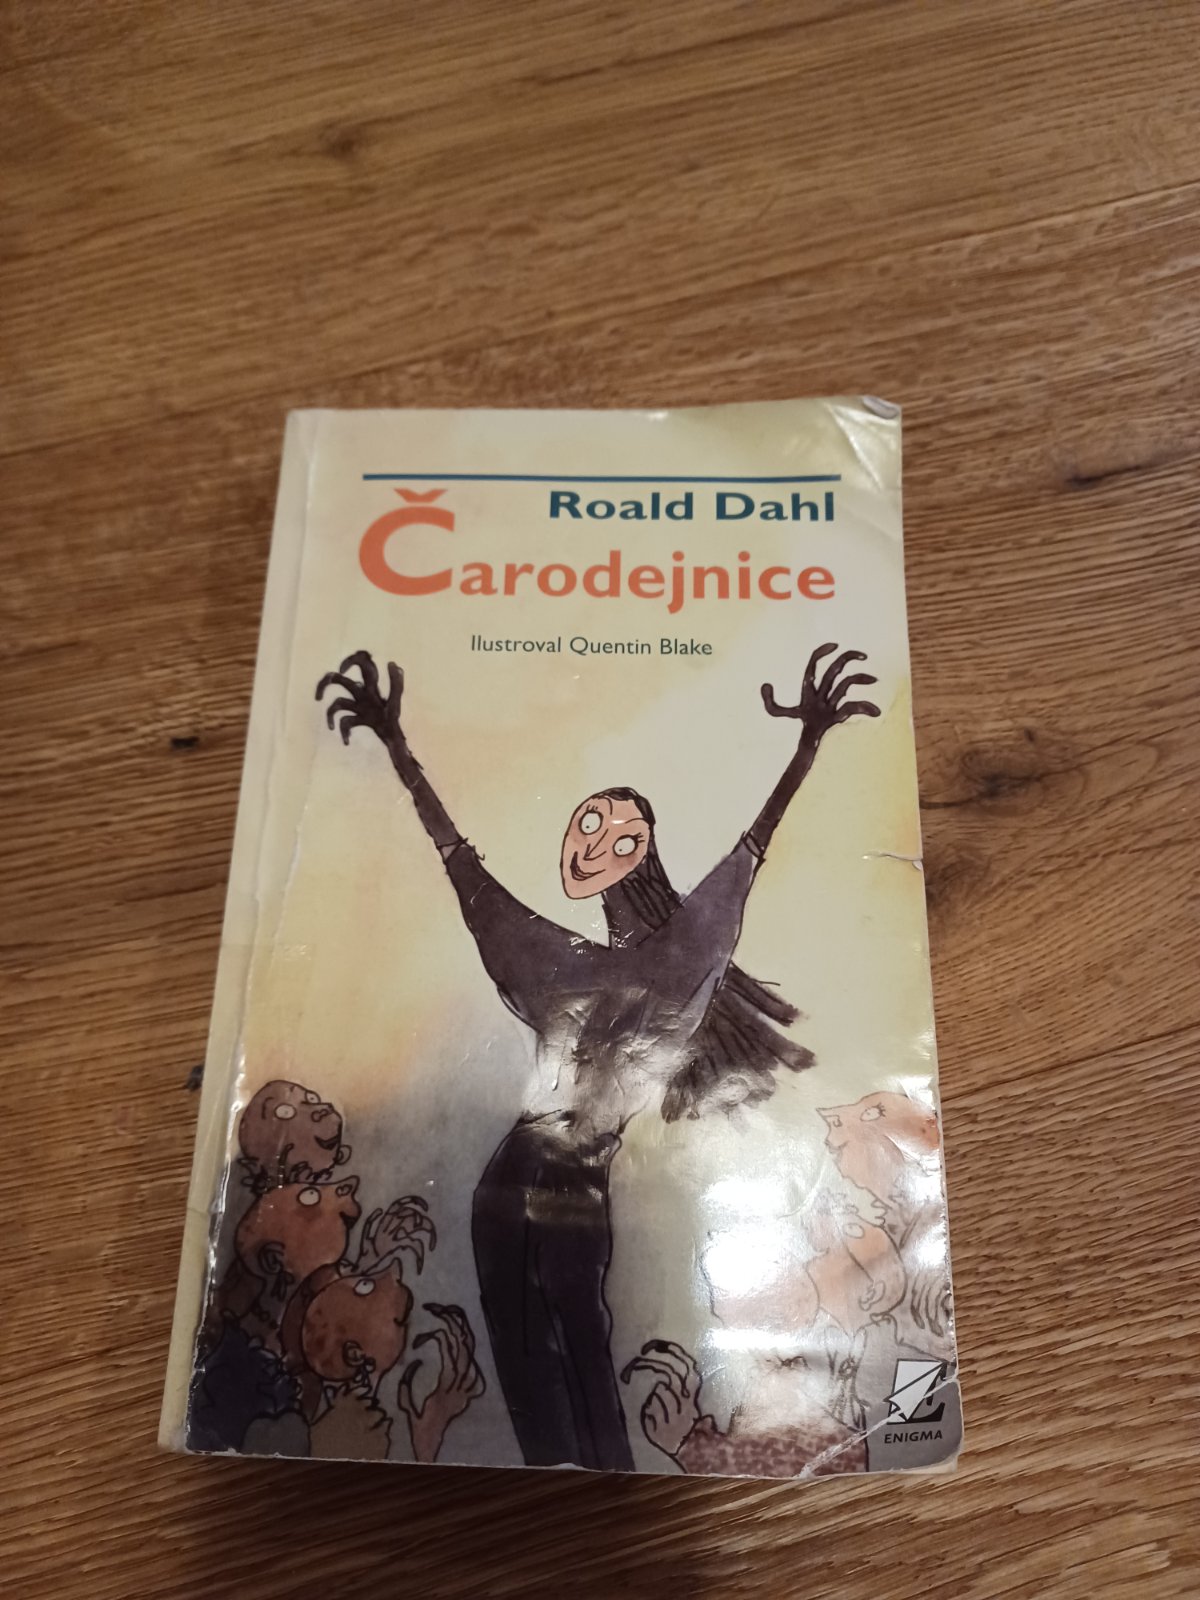 Roald Dahl
Čarodejnice
Ilustroval Quentin Blake
ENIGMA